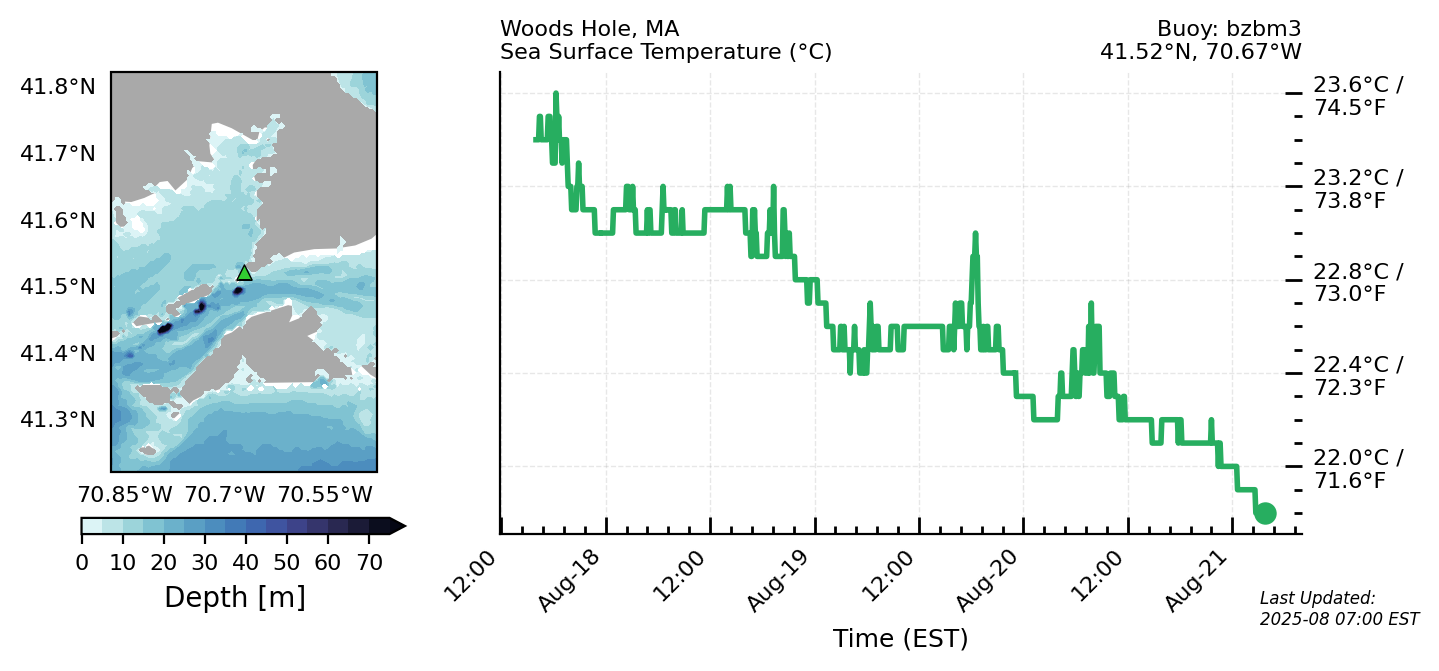 Woods Hole, MA
Sea Surface Temperature (°C)
Buoy: bzbm3
41.52°N, 70.67°W
41.8°N
41.7°N
41.6°N
41.5°N
41.4°N
41.3°N
70.85°W 70.7°W 70.55°W
0 10 20 30 40 50 60 70
Depth [m]
23.6°C /
74.5°F
23.2°C /
73.8°F
22.8°C /
73.0°F
22.4°C /
72.3°F
22.0°C /
71.6°F
12:00 Aug-18 12:00 Aug-19 12:00 Aug-20 12:00 Aug-21
Time (EST)
Last Updated:
2025-08 07:00 EST